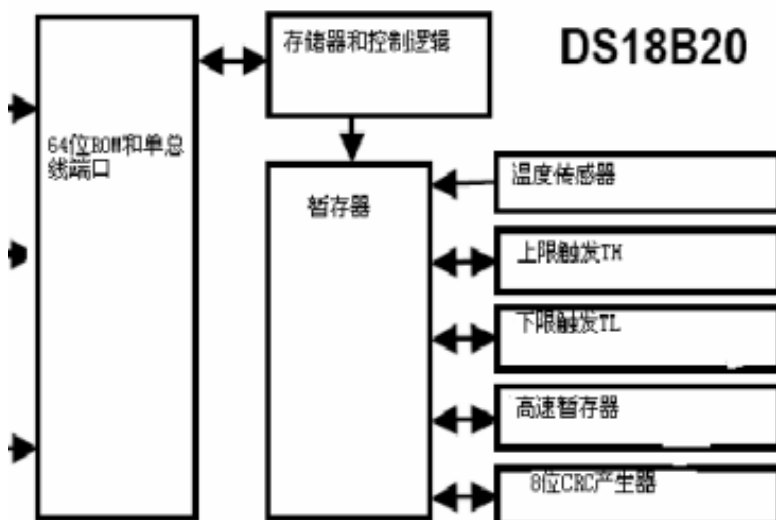 DS18B20
存储器和控制逻辑
64位ROM和单总
线端口
暂存器
温度传感器
上限触发TH
下限触发TL
高速暂存器
8位CRC产生器